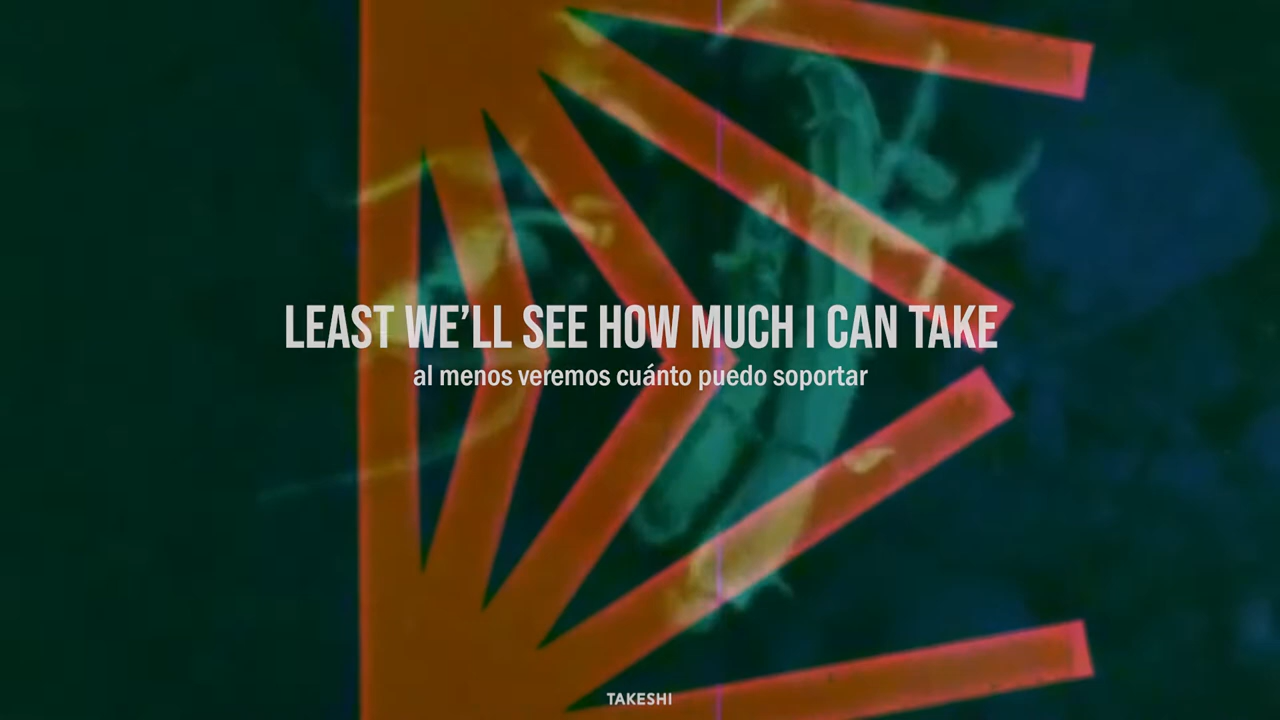 LEAST WE’LL SEE HOW MUCH I CAN TAKE
al menos veremos cuánto puedo soportar
TAKESHI